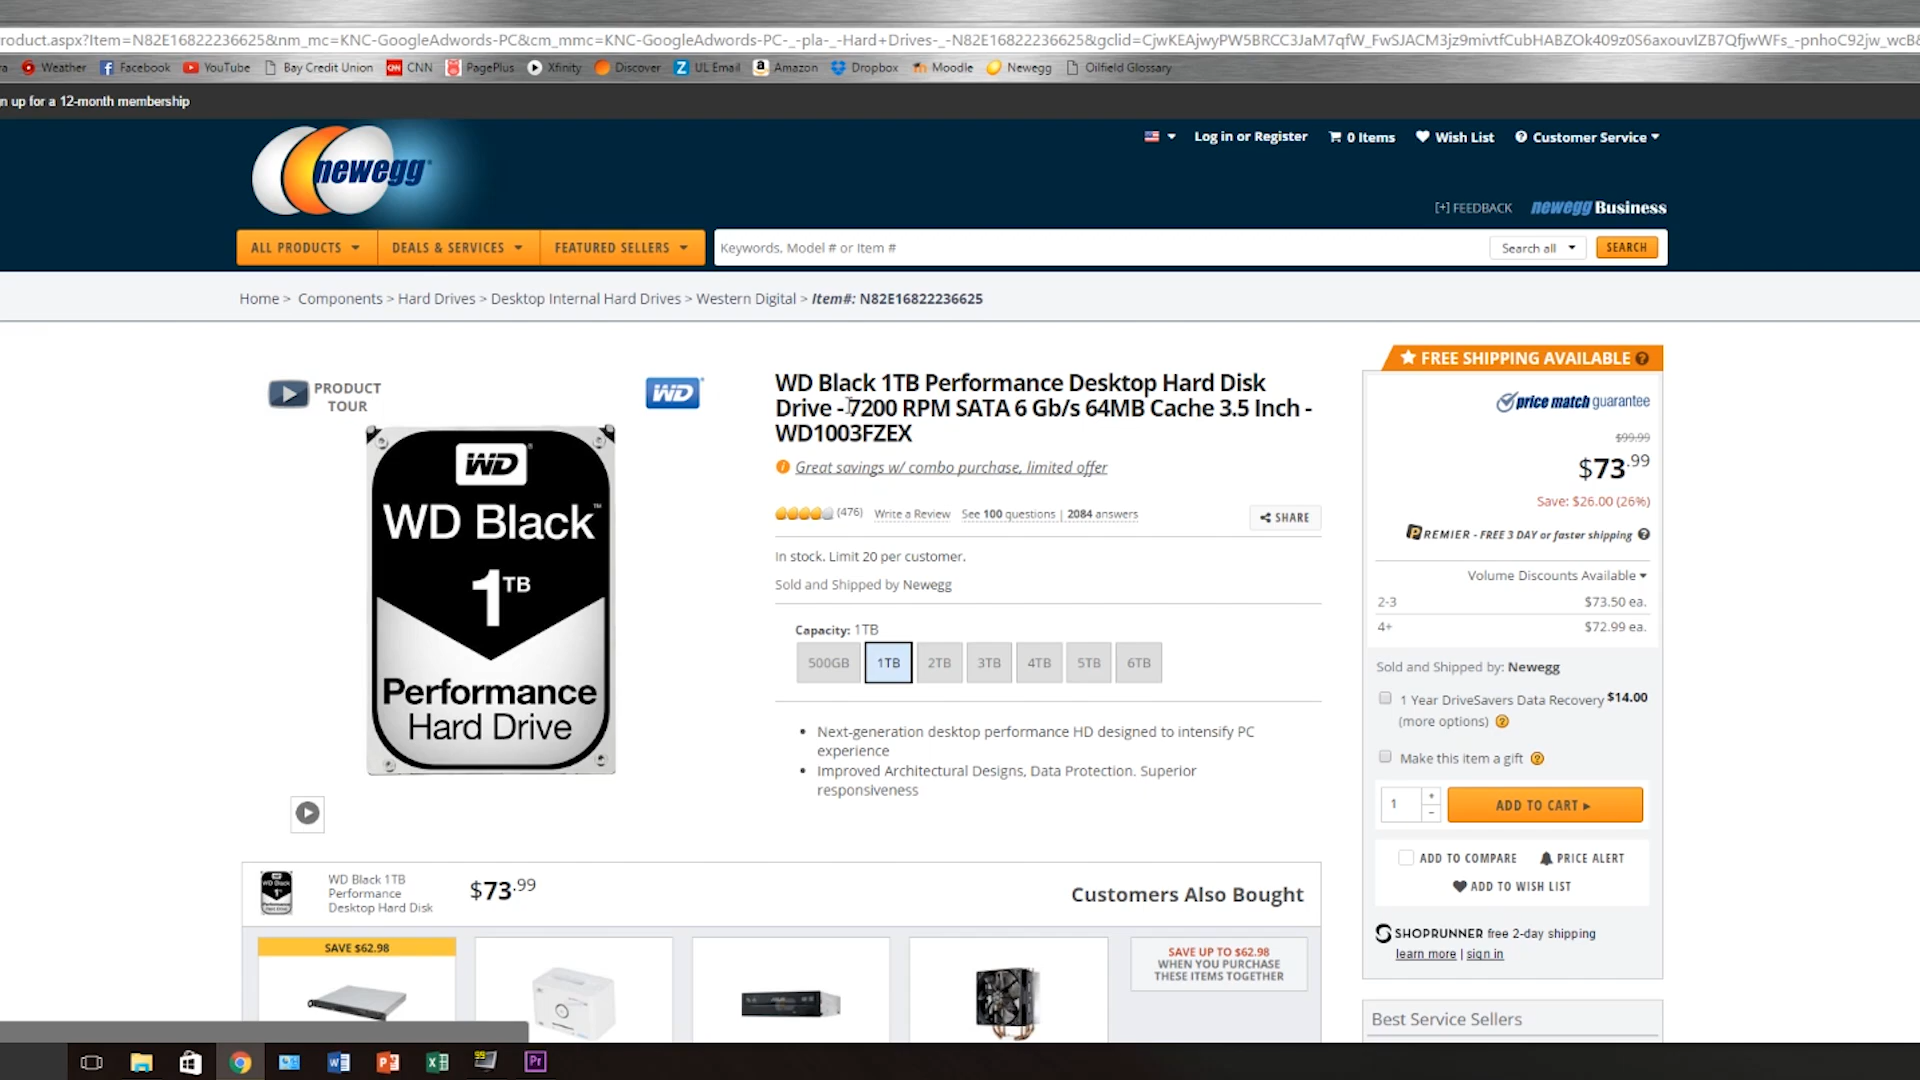 roduct.aspx?Item=N82E16822236625&nm_mc=KNC-GoogleAdwords-PC&cm_mmc=KNC-GoogleAdwords-PC-_-pla-_-Hard+Drives-_-N82E16822236625&gclid=
ra Weather Facebook YouTube Bay Credit Union CNN PagePlus Xfinity Discover UL Email Amazon Dropbox Moodle Newegg Oilfield Glossary
n up for a 12-month membership
newegg
Log in or Register 0 Items Wish List Customer Service
[+] FEEDBACK newegg Business
ALL PRODUCTS DEALS & SERVICES FEATURED SELLERS Keywords, Model # or Item # Search all SEARCH
Home > Components > Hard Drives > Desktop Internal Hard Drives > Western Digital > Item#: N82E16822236625
PRODUCT
TOUR
WD
WD
WD Black™
1TB
Performance
Hard Drive
WD Black 1TB Performance Desktop Hard Disk
Drive - 7200 RPM SATA 6 Gb/s 64MB Cache 3.5 Inch -
WD1003FZEX
Great savings w/ combo purchase, limited offer
(476) Write a Review See 100 questions | 2084 answers SHARE
In stock. Limit 20 per customer.
Sold and Shipped by Newegg
Capacity: 1TB
500GB 1TB 2TB 3TB 4TB 5TB 6TB
• Next-generation desktop performance HD designed to intensify PC
experience
• Improved Architectural Designs, Data Protection. Superior
responsiveness
FREE SHIPPING AVAILABLE
price match guarantee
$99.99
$73.99
Save: $26.00 (26%)
PREMIER - FREE 3 DAY or faster shipping
Volume Discounts Available
2-3 $73.50 ea.
4+ $72.99 ea.
Sold and Shipped by: Newegg
1 Year DriveSavers Data Recovery $14.00
(more options)
Make this item a gift
1 + - ADD TO CART
ADD TO COMPARE PRICE ALERT
ADD TO WISH LIST
SHOPRUNNER free 2-day shipping
learn more | sign in
Best Service Sellers
WD Black 1TB
Performance
Desktop Hard Disk
$73.99
Customers Also Bought
SAVE $62.98
SAVE UP TO $62.98
WHEN YOU PURCHASE
THESE ITEMS TOGETHER